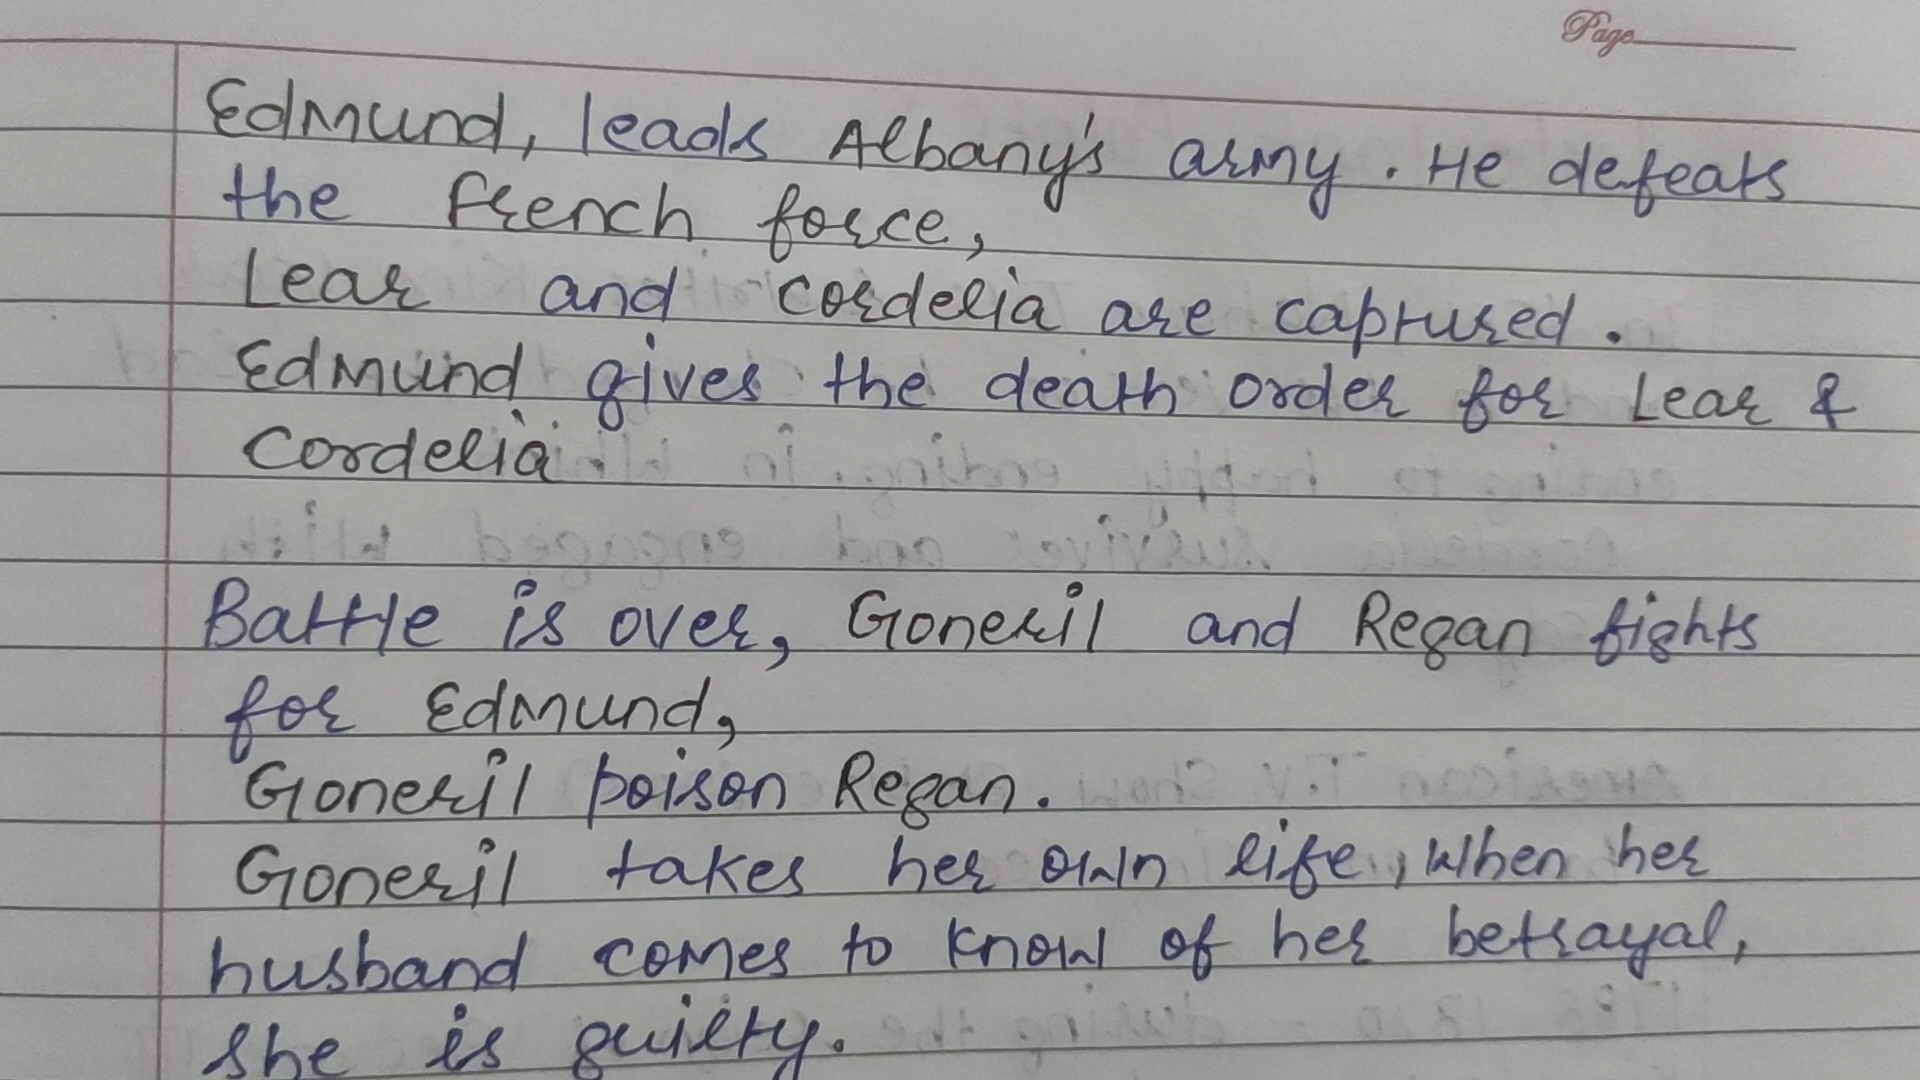 Page
Edmund, leads Albany's army. He defeats
the French force,
Lear and Cordelia are captured.
Edmund gives the death order for Lear &
Cordelia
Battle is over, Goneril and Regan fights
for Edmund,
Goneril poison Regan.
Goneril takes her own life, when her
husband comes to know of her betrayal,
she is guilty.